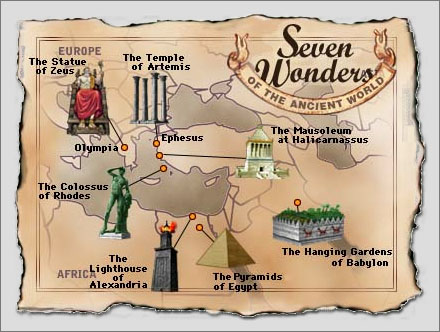 EUROPE
The Statue
of Zeus
The Temple
of Artemis
Seven
Wonders
OF THE ANCIENT WORLD
Olympia
Ephesus
The Mausoleum
at Halicarnassus
The Colossus
of Rhodes
The Hanging Gardens
of Babylon
AFRICA
The
Lighthouse
of
Alexandria
The Pyramids
of Egypt